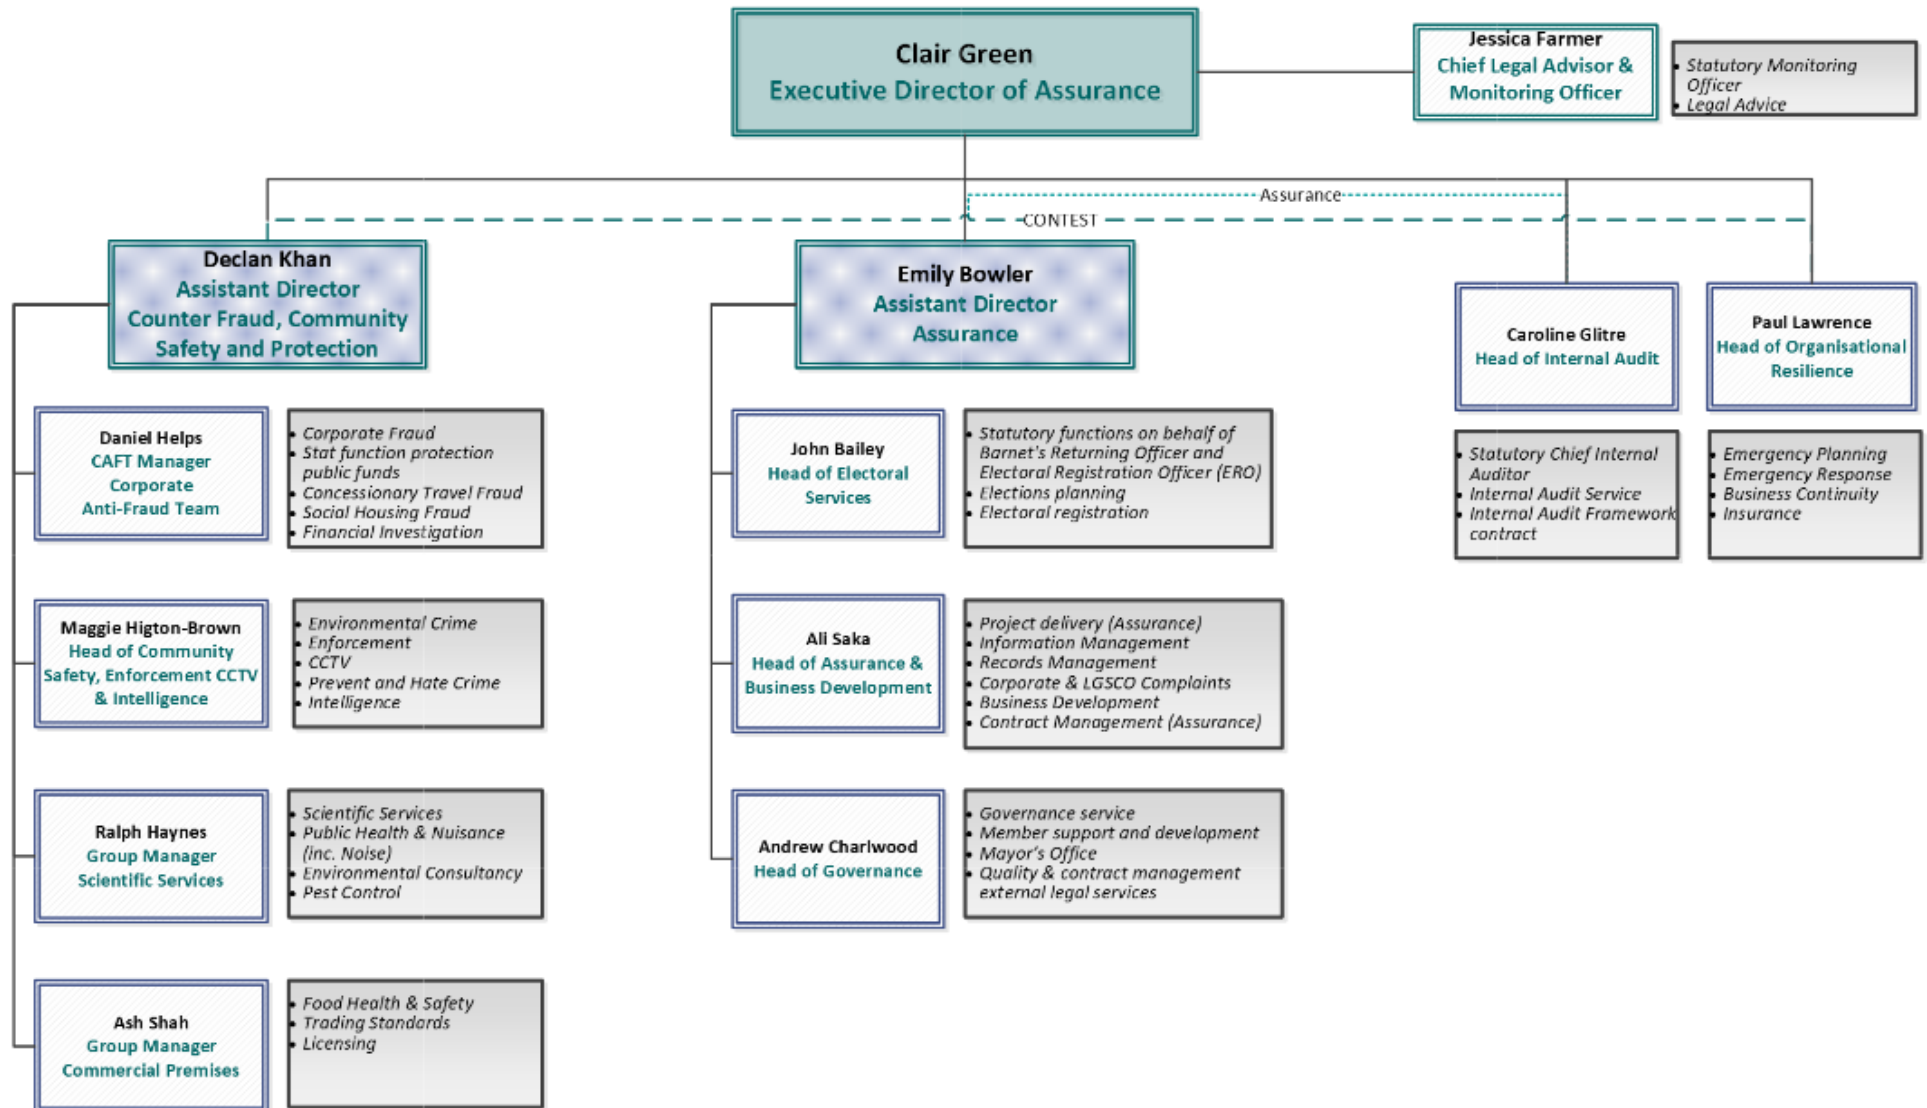 Clair Green
Executive Director of Assurance
Jessica Farmer
Chief Legal Advisor &
Monitoring Officer
• Statutory Monitoring
Officer
• Legal Advice
Assurance
CONTEST
Declan Khan
Assistant Director
Counter Fraud, Community
Safety and Protection
Emily Bowler
Assistant Director
Assurance
Caroline Glitre
Head of Internal Audit
Paul Lawrence
Head of Organisational
Resilience
Daniel Helps
CAFT Manager
Corporate
Anti-Fraud Team
• Corporate Fraud
• Stat function protection
public funds
• Concessionary Travel Fraud
• Social Housing Fraud
• Financial Investigation
John Bailey
Head of Electoral
Services
• Statutory functions on behalf of
Barnet's Returning Officer and
Electoral Registration Officer (ERO)
• Elections planning
• Electoral registration
• Statutory Chief Internal
Auditor
• Internal Audit Service
• Internal Audit Framework
contract
• Emergency Planning
• Emergency Response
• Business Continuity
• Insurance
Maggie Higton-Brown
Head of Community
Safety, Enforcement CCTV
& Intelligence
• Environmental Crime
• Enforcement
• CCTV
• Prevent and Hate Crime
• Intelligence
Ali Saka
Head of Assurance &
Business Development
• Project delivery (Assurance)
• Information Management
• Records Management
• Corporate & LGSCO Complaints
• Business Development
• Contract Management (Assurance)
Ralph Haynes
Group Manager
Scientific Services
• Scientific Services
• Public Health & Nuisance
(inc. Noise)
• Environmental Consultancy
• Pest Control
Andrew Charlwood
Head of Governance
• Governance service
• Member support and development
• Mayor's Office
• Quality & contract management
external legal services
Ash Shah
Group Manager
Commercial Premises
• Food Health & Safety
• Trading Standards
• Licensing